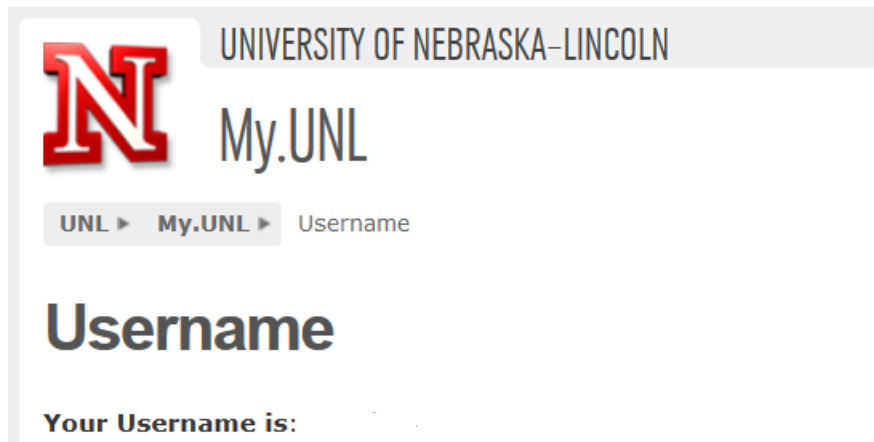 UNIVERSITY OF NEBRASKA–LINCOLN
N
My.UNL
UNL ▸ My.UNL ▸ Username
Username
Your Username is: